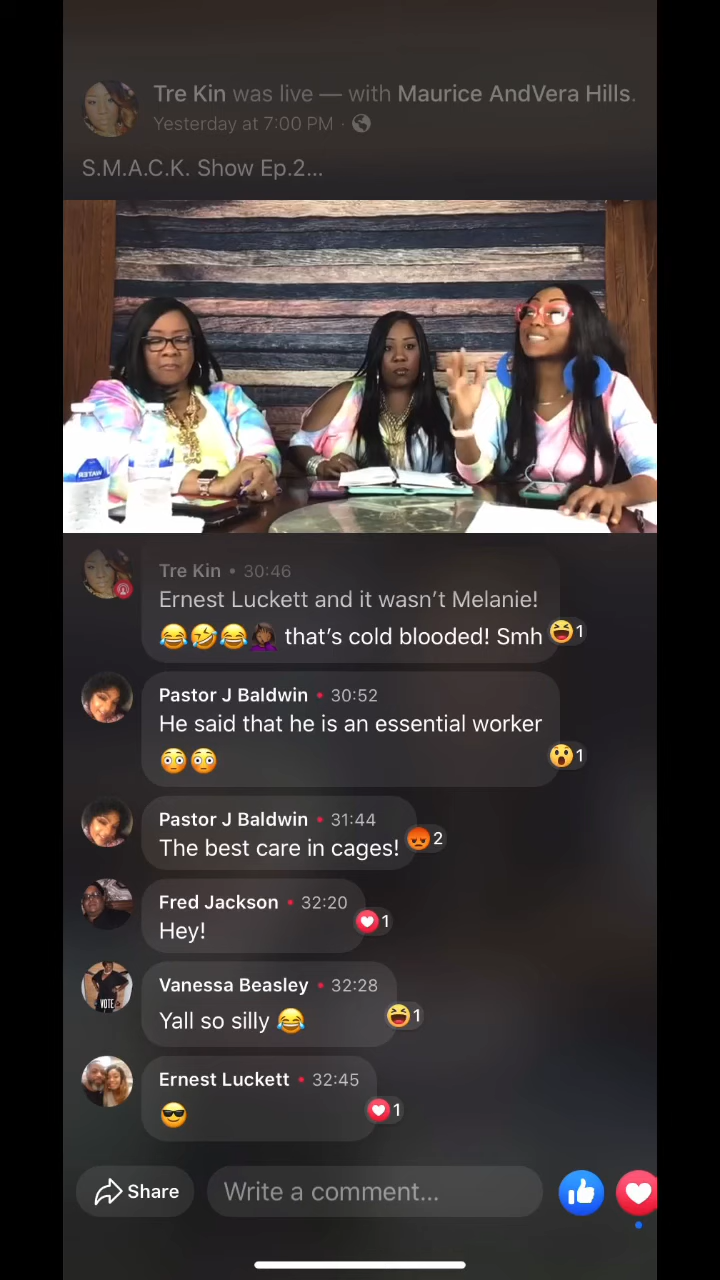 Tre Kin was live — with Maurice AndVera Hills.
Yesterday at 7:00 PM ·
S.M.A.C.K. Show Ep.2...
WATER
Tre Kin • 30:46
Ernest Luckett and it wasn't Melanie!
😂🤣😂🤦🏾‍♀️ that's cold blooded! Smh 😆1
Pastor J Baldwin • 30:52
He said that he is an essential worker
😳😳 😮1
Pastor J Baldwin • 31:44
The best care in cages! 😡2
Fred Jackson • 32:20
Hey! ❤️1
VOTE
Vanessa Beasley • 32:28
Yall so silly 😂 😆1
Ernest Luckett • 32:45
😎 ❤️1
Share
Write a comment...